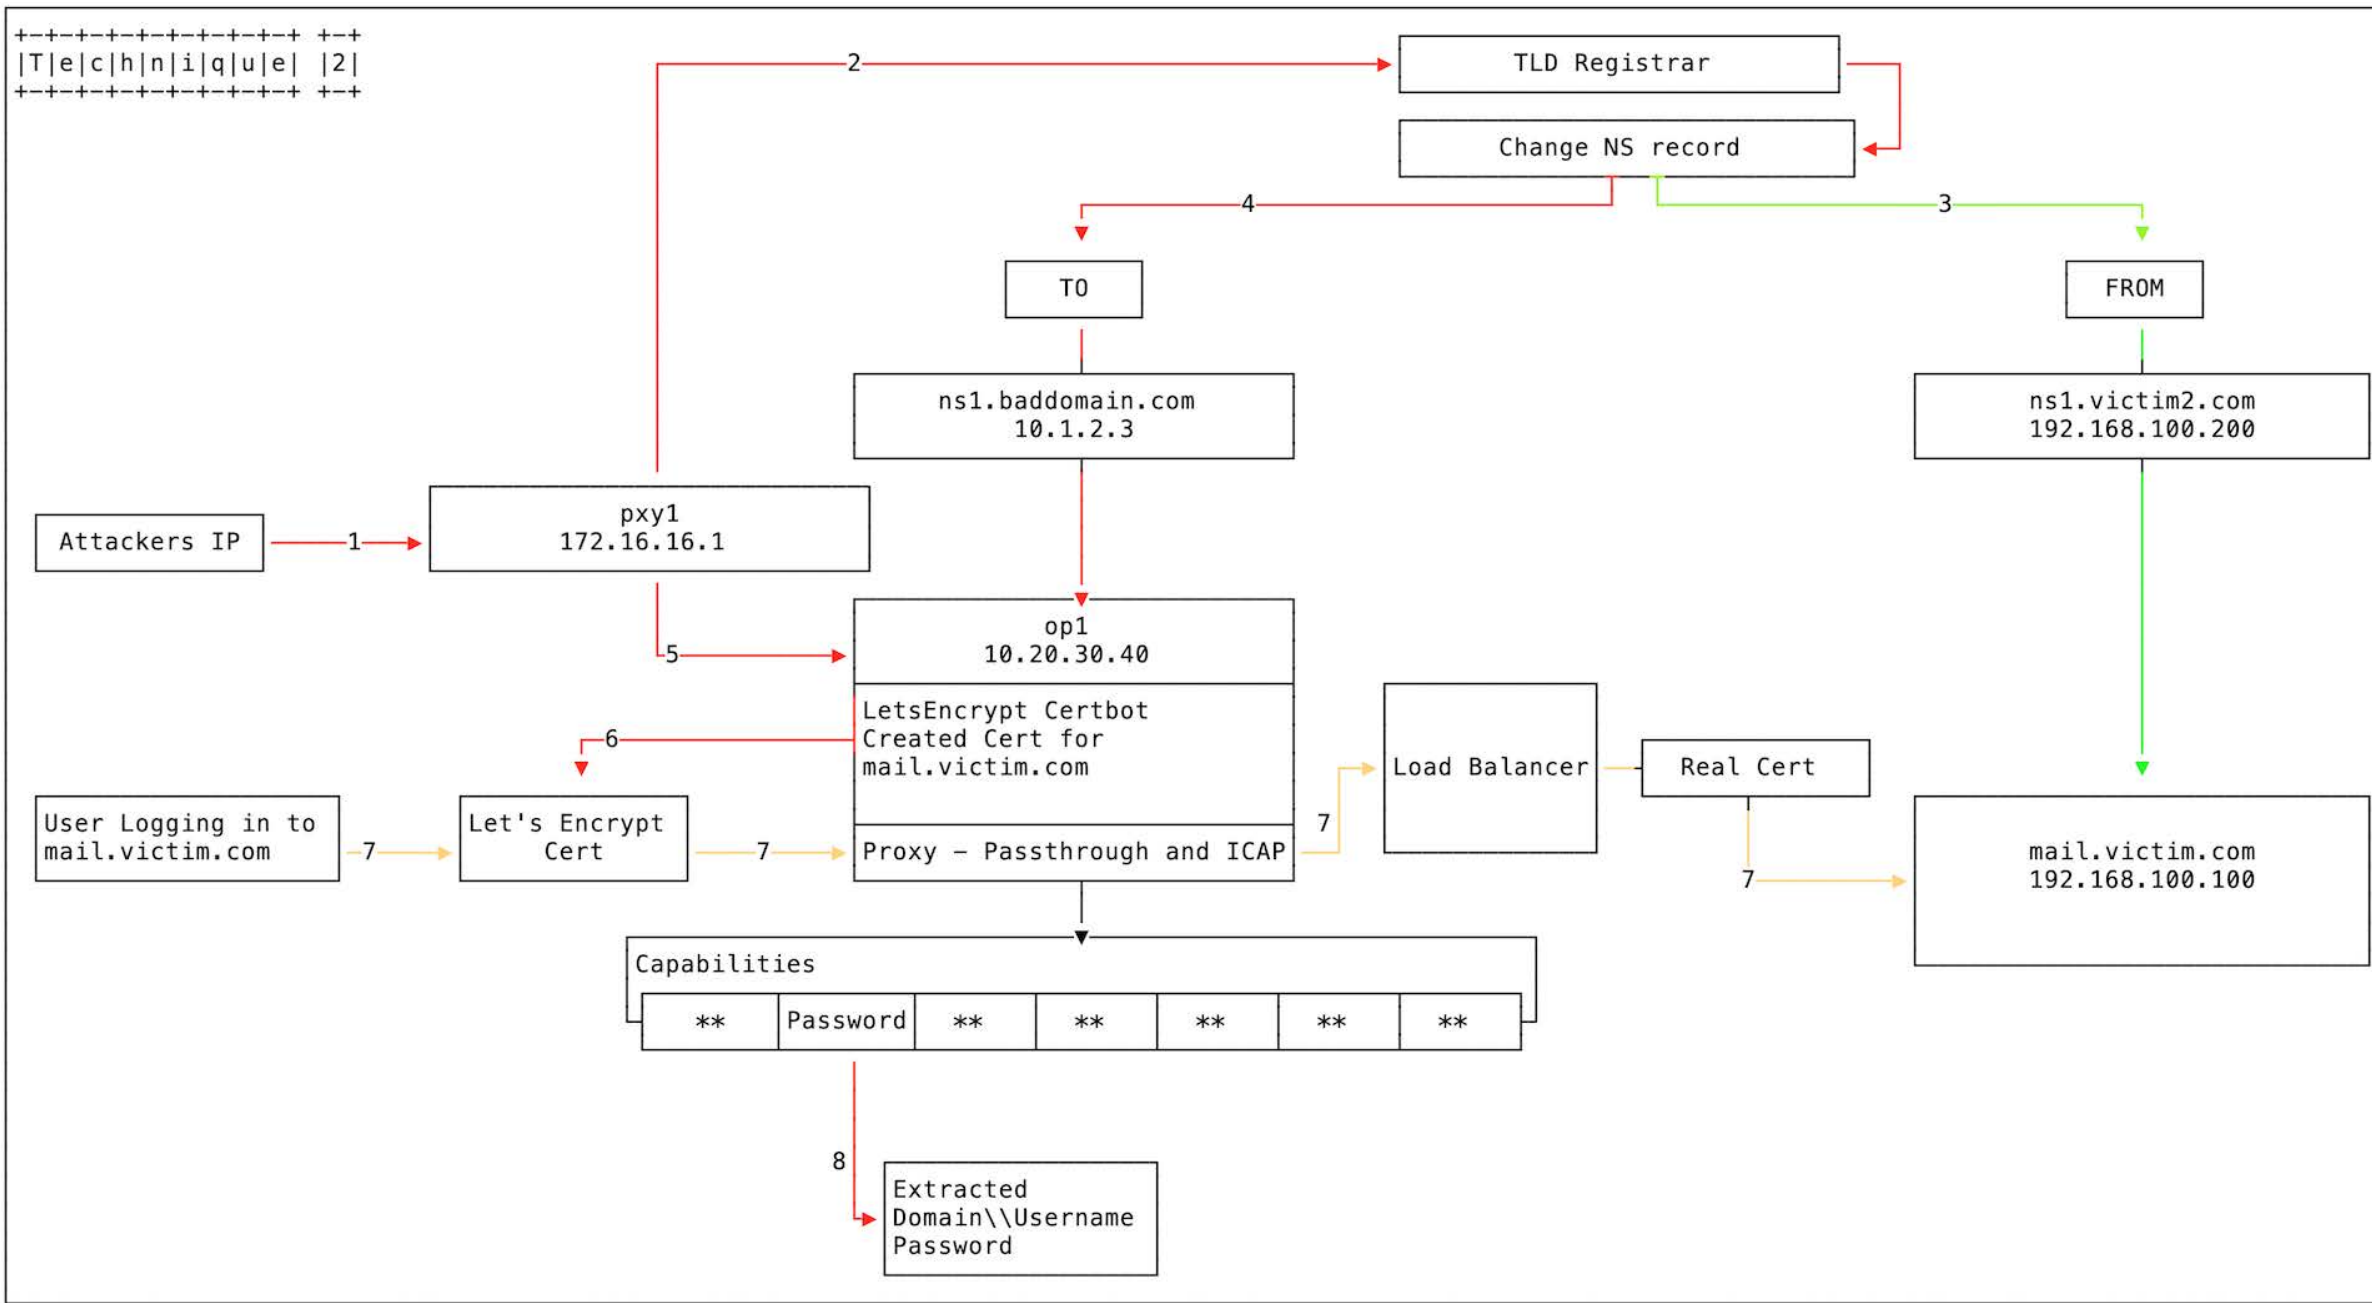 +-+-+-+-+-+-+-+-+-+ +-+
|T|e|c|h|n|i|q|u|e| |2|
+-+-+-+-+-+-+-+-+-+ +-+
2
TLD Registrar
Change NS record
4
3
TO
FROM
ns1.baddomain.com
10.1.2.3
ns1.victim2.com
192.168.100.200
Attackers IP
1
pxy1
172.16.16.1
5
op1
10.20.30.40
LetsEncrypt Certbot
Created Cert for
mail.victim.com
6
User Logging in to
mail.victim.com
7
Let's Encrypt
Cert
7
Proxy – Passthrough and ICAP
7
Load Balancer
Real Cert
7
mail.victim.com
192.168.100.100
Capabilities
** Password ** ** ** ** **
8
Extracted
Domain\\Username
Password